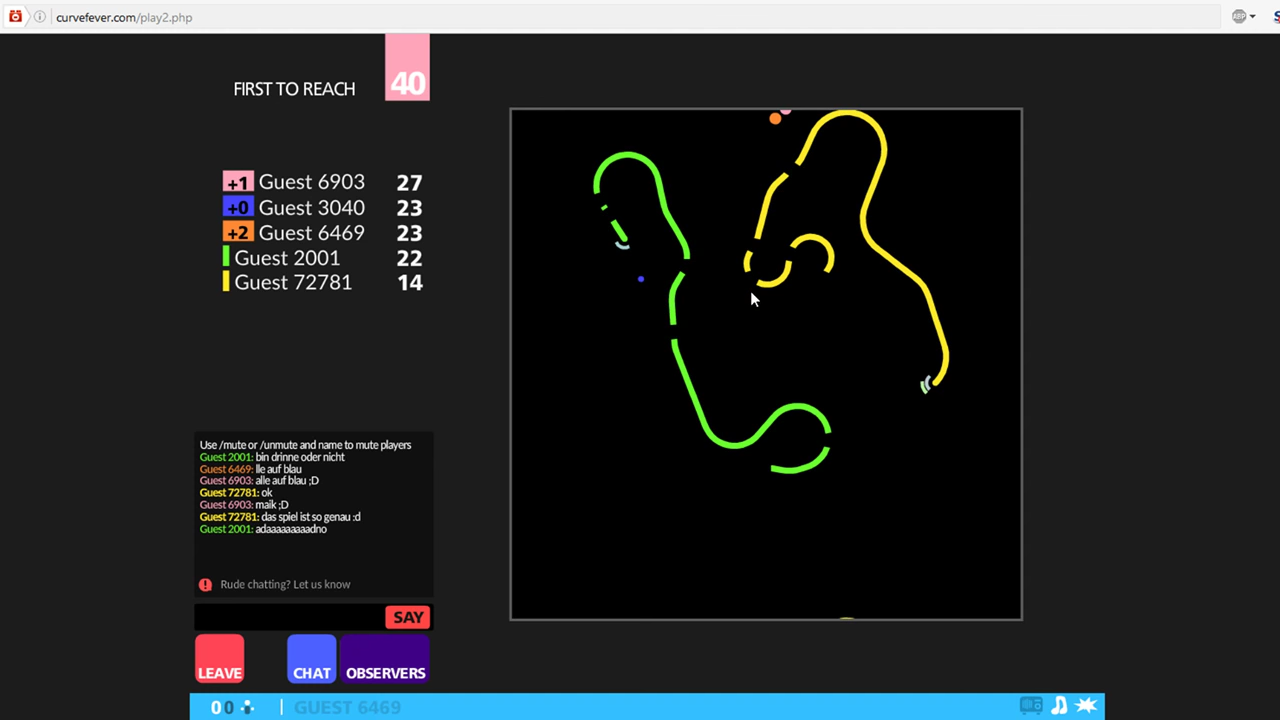 curvefever.com/play2.php
ABP
FIRST TO REACH
40
+1 Guest 6903 27
+0 Guest 3040 23
+2 Guest 6469 23
Guest 2001 22
Guest 72781 14
Use /mute or /unmute and name to mute players
Guest 2001: bin drinne oder nicht
Guest 6469: lle auf blau
Guest 6903: alle auf blau ;D
Guest 72781: ok
Guest 6903: maik ;D
Guest 72781: das spiel ist so genau :d
Guest 2001: adaaaaaaaaadno
! Rude chatting? Let us know
SAY
LEAVE
CHAT
OBSERVERS
00
GUEST 6469